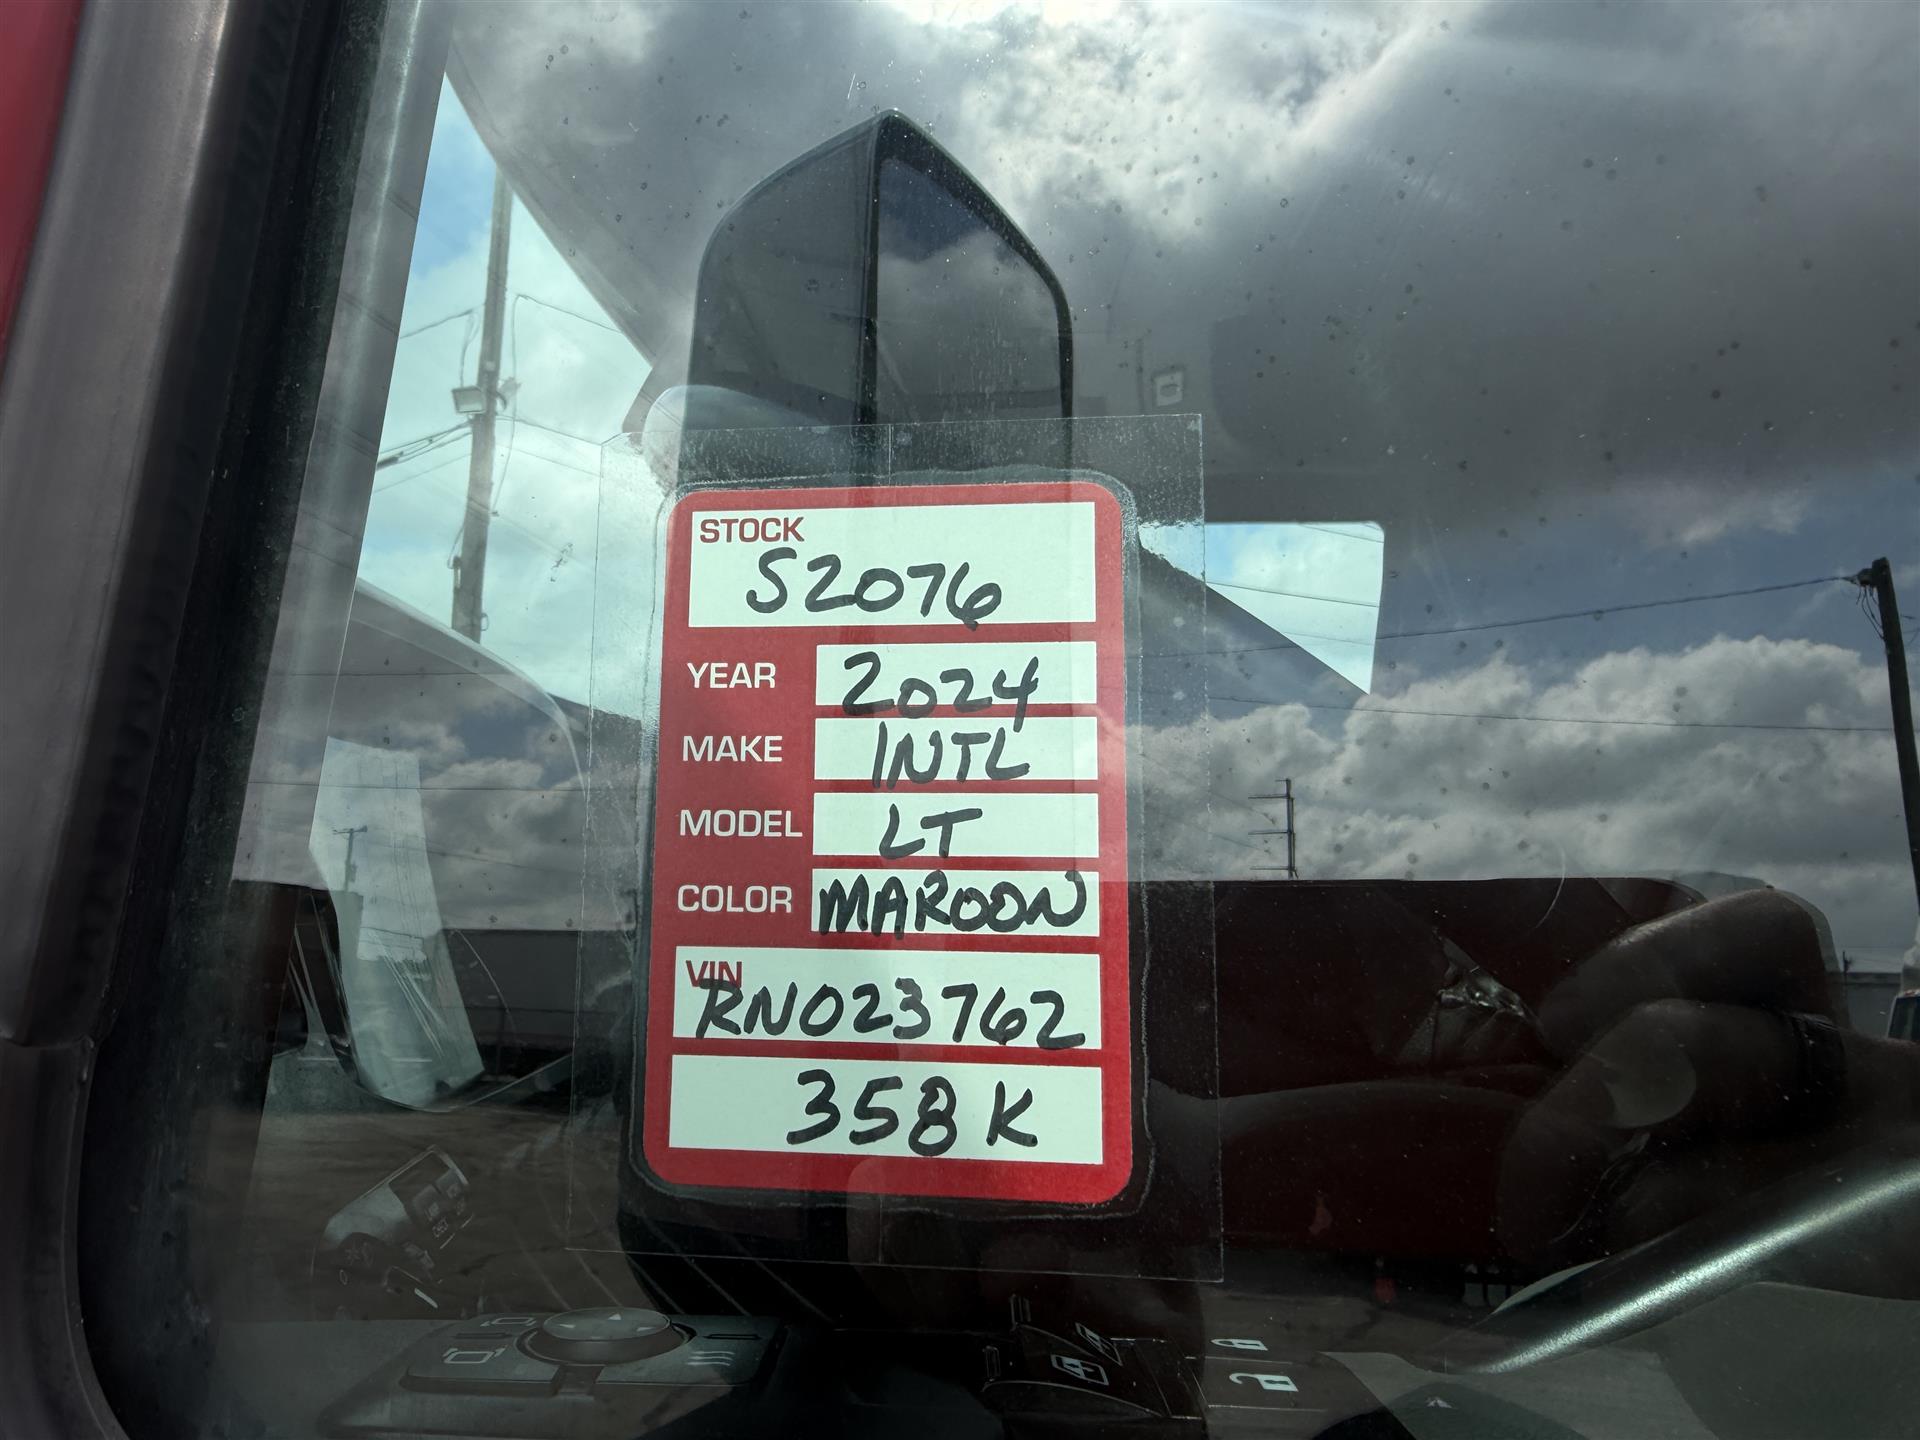 STOCK
S2076
YEAR 2024
MAKE INTL
MODEL LT
COLOR MAROON
VIN
RN023762
358K